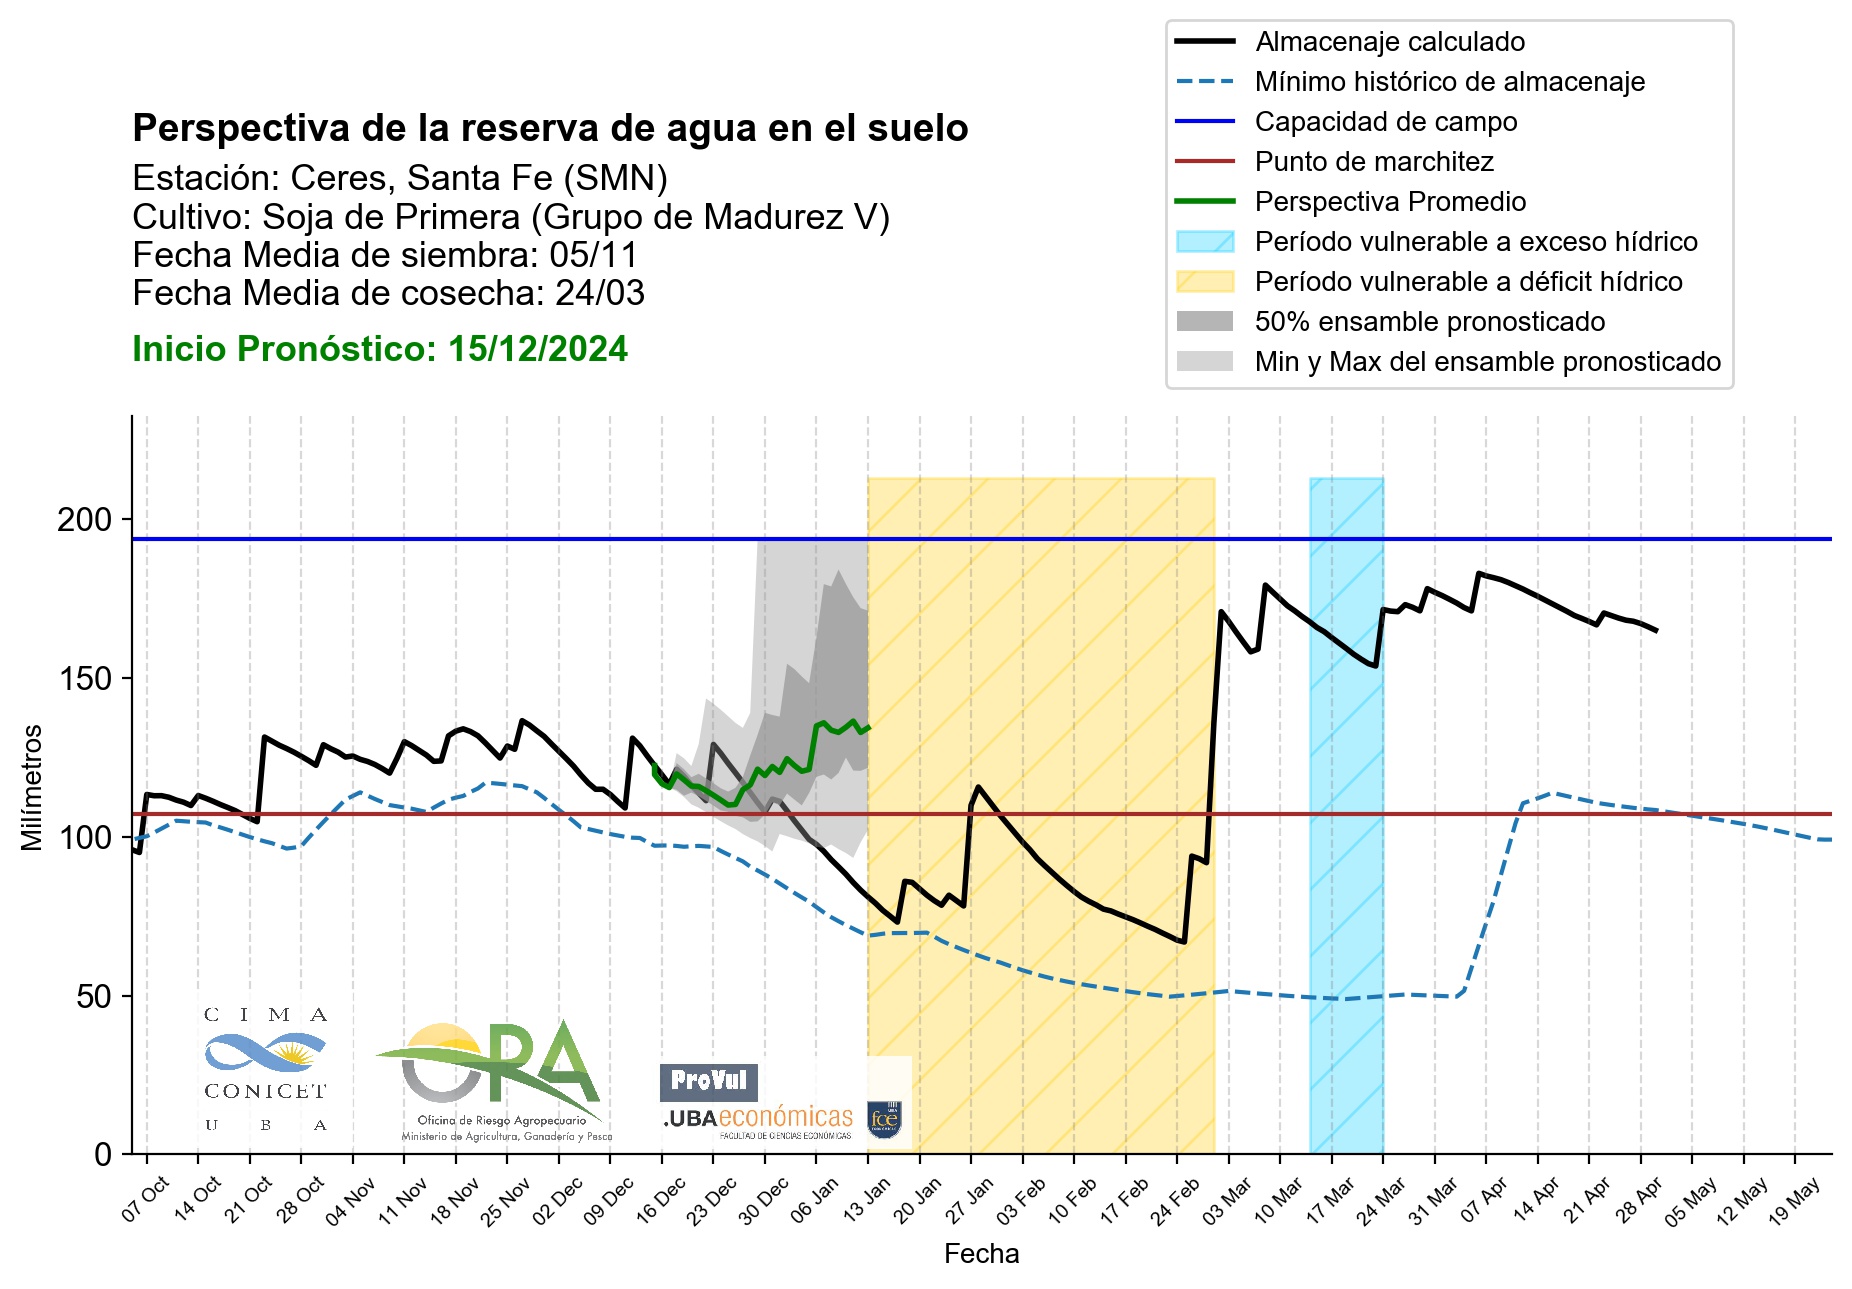 Almacenaje calculado
Mínimo histórico de almacenaje
Capacidad de campo
Punto de marchitez
Perspectiva Promedio
Período vulnerable a exceso hídrico
Período vulnerable a déficit hídrico
50% ensamble pronosticado
Min y Max del ensamble pronosticado
Perspectiva de la reserva de agua en el suelo
Estación: Ceres, Santa Fe (SMN)
Cultivo: Soja de Primera (Grupo de Madurez V)
Fecha Media de siembra: 05/11
Fecha Media de cosecha: 24/03
Inicio Pronóstico: 15/12/2024
Milímetros
200
150
100
50
0
C I M A
CONICET
U B A
ORA
Oficina de Riesgo Agropecuario
Ministerio de Agricultura, Ganadería y Pesca
ProVul
.UBAeconómicas
FACULTAD DE CIENCIAS ECONÓMICAS
UBA
fce
ECONÓMICAS
07 Oct
14 Oct
21 Oct
28 Oct
04 Nov
11 Nov
18 Nov
25 Nov
02 Dec
09 Dec
16 Dec
23 Dec
30 Dec
06 Jan
13 Jan
20 Jan
27 Jan
03 Feb
10 Feb
17 Feb
24 Feb
03 Mar
10 Mar
17 Mar
24 Mar
31 Mar
07 Apr
14 Apr
21 Apr
28 Apr
05 May
12 May
19 May
Fecha